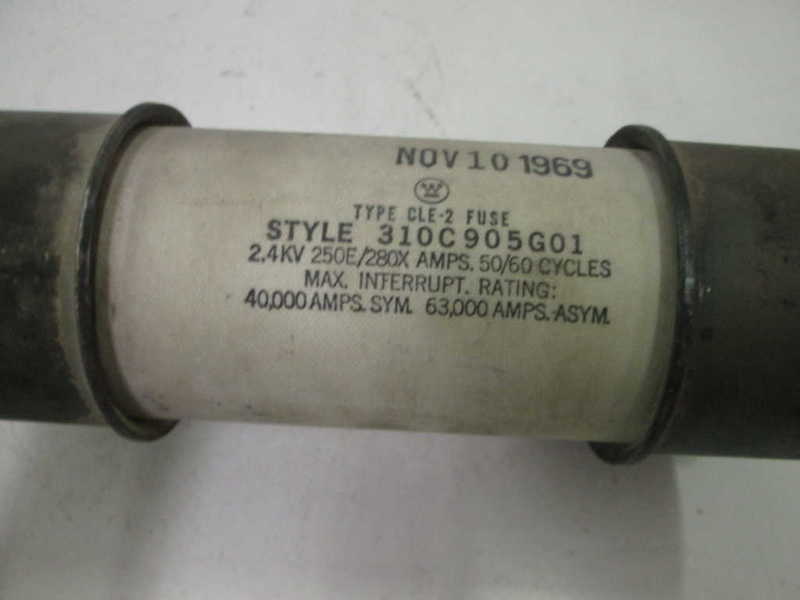 NOV 10 1969
W
TYPE CLE-2 FUSE
STYLE 310C905G01
2.4KV 250E/280X AMPS. 50/60 CYCLES
MAX. INTERRUPT. RATING:
40,000 AMPS. SYM. 63,000 AMPS. ASYM.